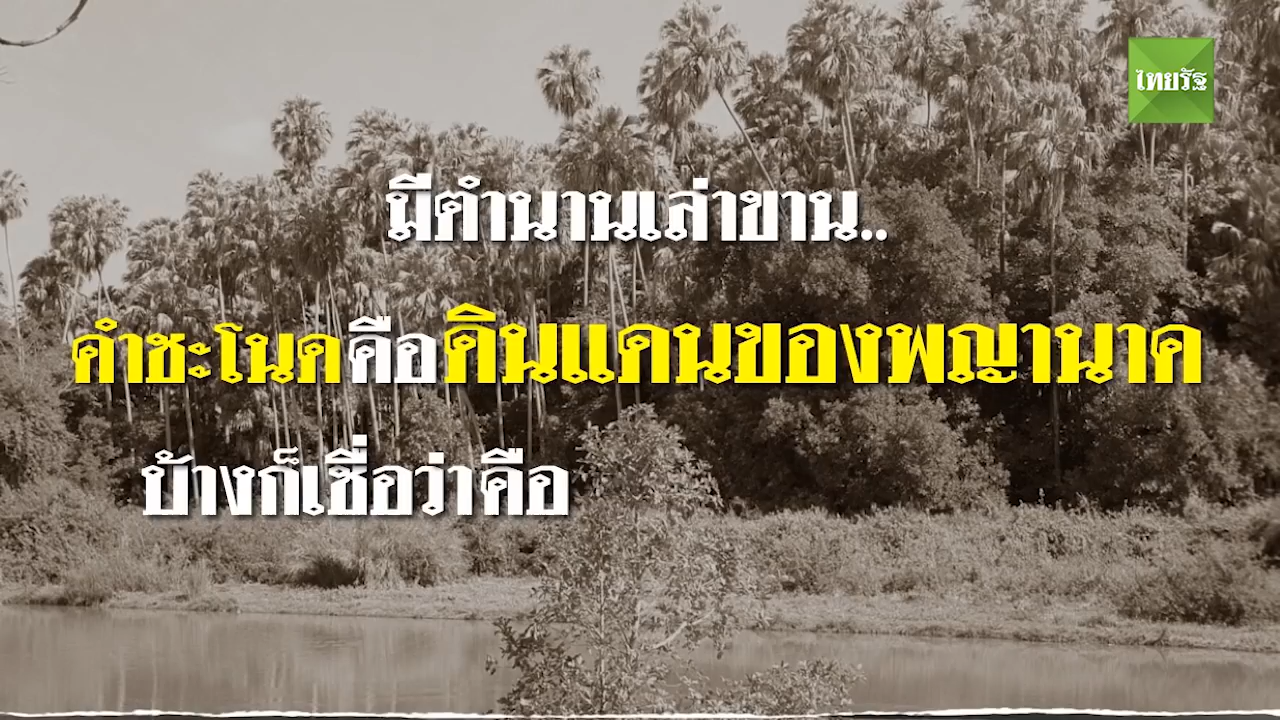 ไทยรัฐ
มีตำนานเล่าขาน..
คำชะโนดคือดินแดนของพญานาค
บ้างก็เชื่อว่าคือ